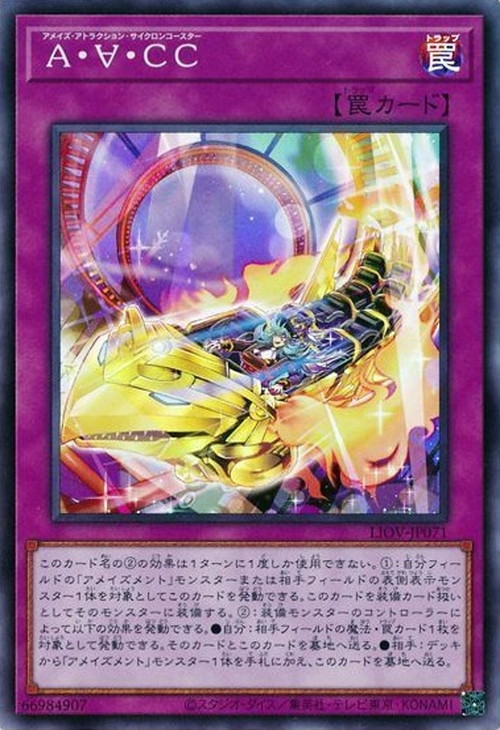 アメイズ・アトラクション・サイクロンコースター
A・∀・CC
トラップ
罠
【罠カード】
LIOV-JP071
このカード名の②の効果は1ターンに1度しか使用できない。①:自分フィー
ルドの「アメイズメント」モンスターまたは相手フィールドの表側表示モン
スター1体を対象としてこのカードを発動できる。このカードを装備カード扱い
としてそのモンスターに装備する。②:装備モンスターのコントローラーに
よって以下の効果を発動できる。●自分:相手フィールドの魔法・罠カード1枚を
対象として発動できる。そのカードとこのカードを墓地へ送る。●相手:デッキ
から「アメイズメント」モンスター1体を手札に加え、このカードを墓地へ送る。
66984907
©スタジオ・ダイス/集英社・テレビ東京・KONAMI